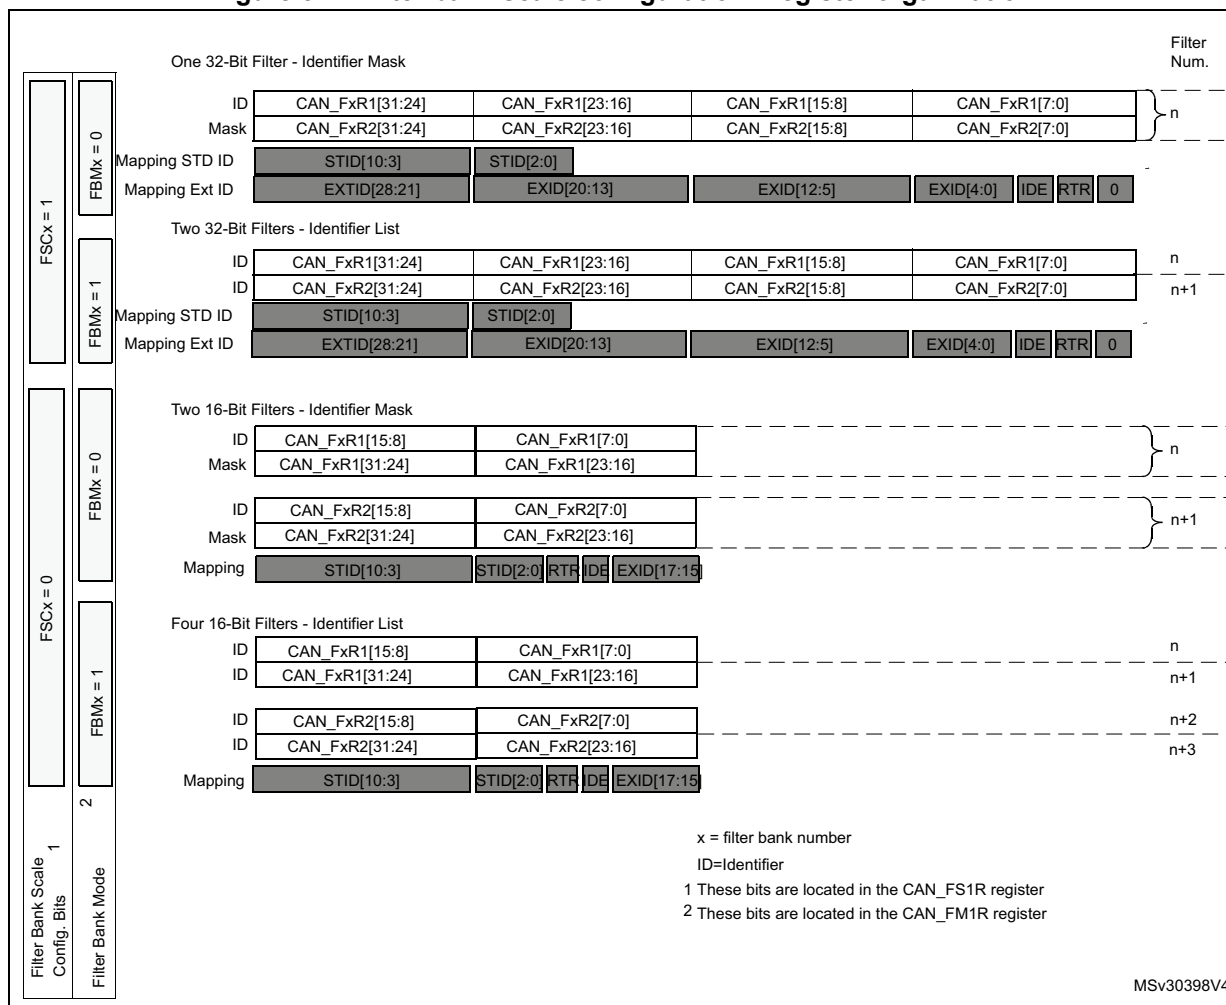 Filter
Num.
One 32-Bit Filter - Identifier Mask
ID CAN_FxR1[31:24] CAN_FxR1[23:16] CAN_FxR1[15:8] CAN_FxR1[7:0] n
Mask CAN_FxR2[31:24] CAN_FxR2[23:16] CAN_FxR2[15:8] CAN_FxR2[7:0]
Mapping STD ID STID[10:3] STID[2:0]
Mapping Ext ID EXTID[28:21] EXID[20:13] EXID[12:5] EXID[4:0] IDE RTR 0
FBMx = 0
FSCx = 1
Two 32-Bit Filters - Identifier List
ID CAN_FxR1[31:24] CAN_FxR1[23:16] CAN_FxR1[15:8] CAN_FxR1[7:0] n
ID CAN_FxR2[31:24] CAN_FxR2[23:16] CAN_FxR2[15:8] CAN_FxR2[7:0] n+1
Mapping STD ID STID[10:3] STID[2:0]
Mapping Ext ID EXTID[28:21] EXID[20:13] EXID[12:5] EXID[4:0] IDE RTR 0
FBMx = 1
Two 16-Bit Filters - Identifier Mask
ID CAN_FxR1[15:8] CAN_FxR1[7:0] n
Mask CAN_FxR1[31:24] CAN_FxR1[23:16]
ID CAN_FxR2[15:8] CAN_FxR2[7:0] n+1
Mask CAN_FxR2[31:24] CAN_FxR2[23:16]
Mapping STID[10:3] STID[2:0] RTR IDE EXID[17:15]
FBMx = 0
FSCx = 0
Four 16-Bit Filters - Identifier List
ID CAN_FxR1[15:8] CAN_FxR1[7:0] n
ID CAN_FxR1[31:24] CAN_FxR1[23:16] n+1
ID CAN_FxR2[15:8] CAN_FxR2[7:0] n+2
ID CAN_FxR2[31:24] CAN_FxR2[23:16] n+3
Mapping STID[10:3] STID[2:0] RTR IDE EXID[17:15]
FBMx = 1
Filter Bank Scale
Config. Bits 1
Filter Bank Mode 2
x = filter bank number
ID=Identifier
1 These bits are located in the CAN_FS1R register
2 These bits are located in the CAN_FM1R register
MSv30398V4